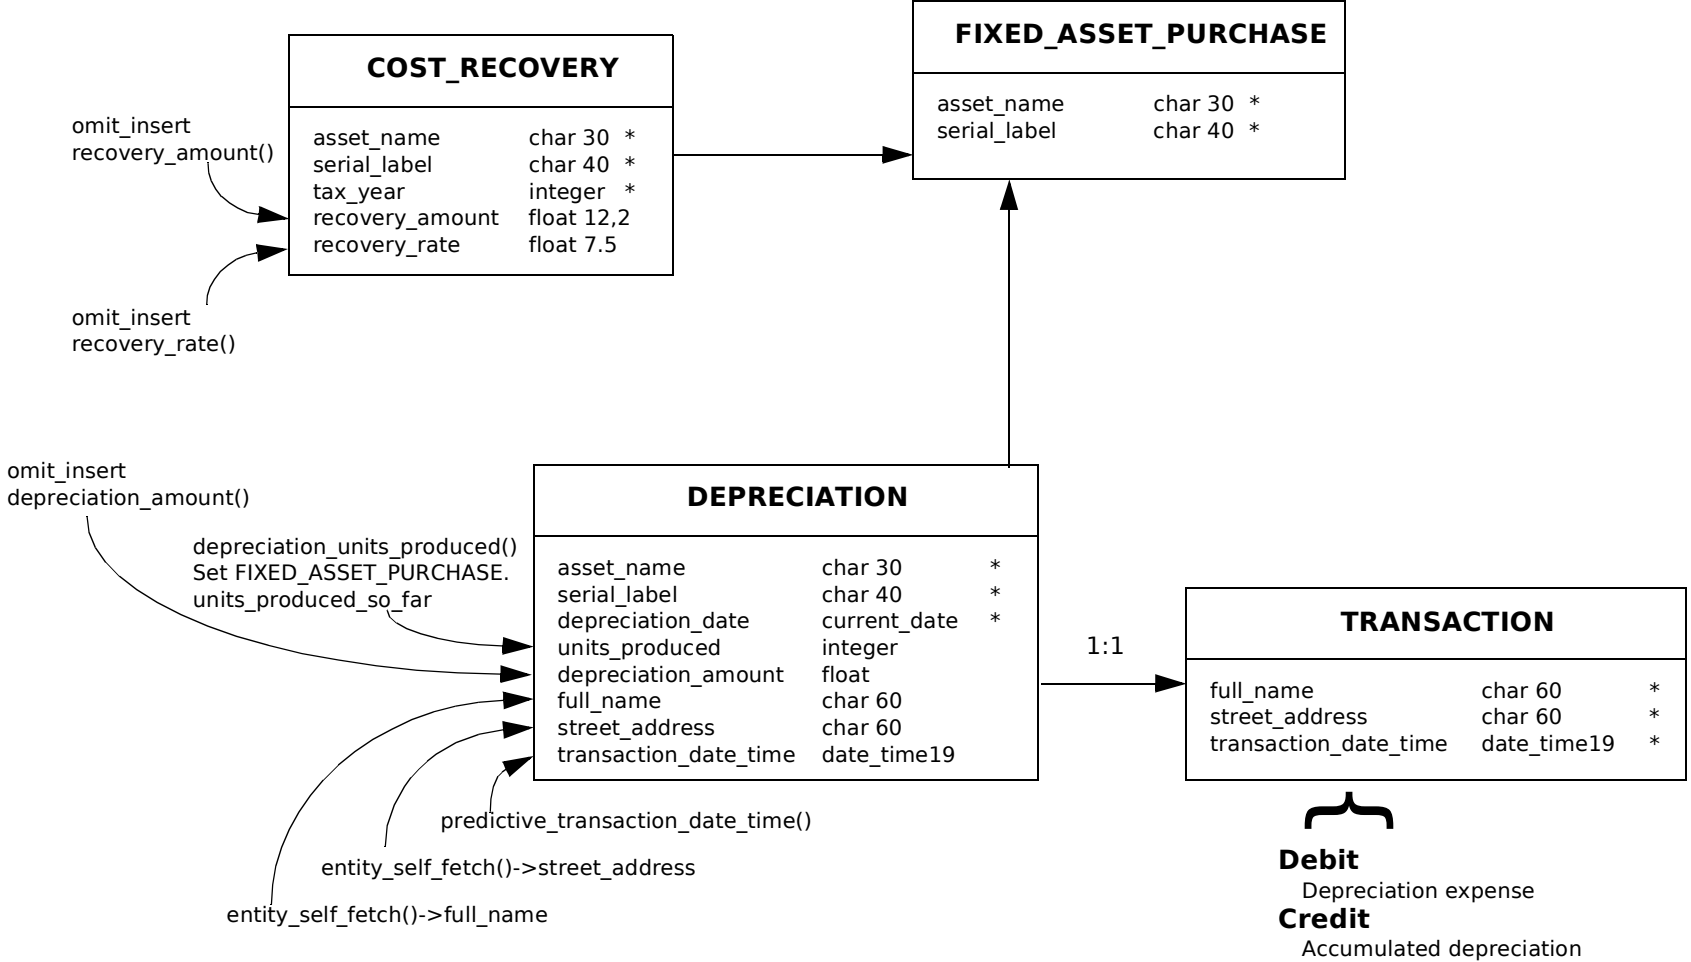 FIXED_ASSET_PURCHASE
asset_name char 30 *
serial_label char 40 *
COST_RECOVERY
asset_name char 30 *
serial_label char 40 *
tax_year integer *
recovery_amount float 12,2
recovery_rate float 7.5
omit_insert
recovery_amount()
omit_insert
recovery_rate()
omit_insert
depreciation_amount()
depreciation_units_produced()
Set FIXED_ASSET_PURCHASE.
units_produced_so_far
DEPRECIATION
asset_name char 30 *
serial_label char 40 *
depreciation_date current_date *
units_produced integer
depreciation_amount float
full_name char 60
street_address char 60
transaction_date_time date_time19
predictive_transaction_date_time()
entity_self_fetch()->street_address
entity_self_fetch()->full_name
1:1
TRANSACTION
full_name char 60 *
street_address char 60 *
transaction_date_time date_time19 *
Debit
Depreciation expense
Credit
Accumulated depreciation